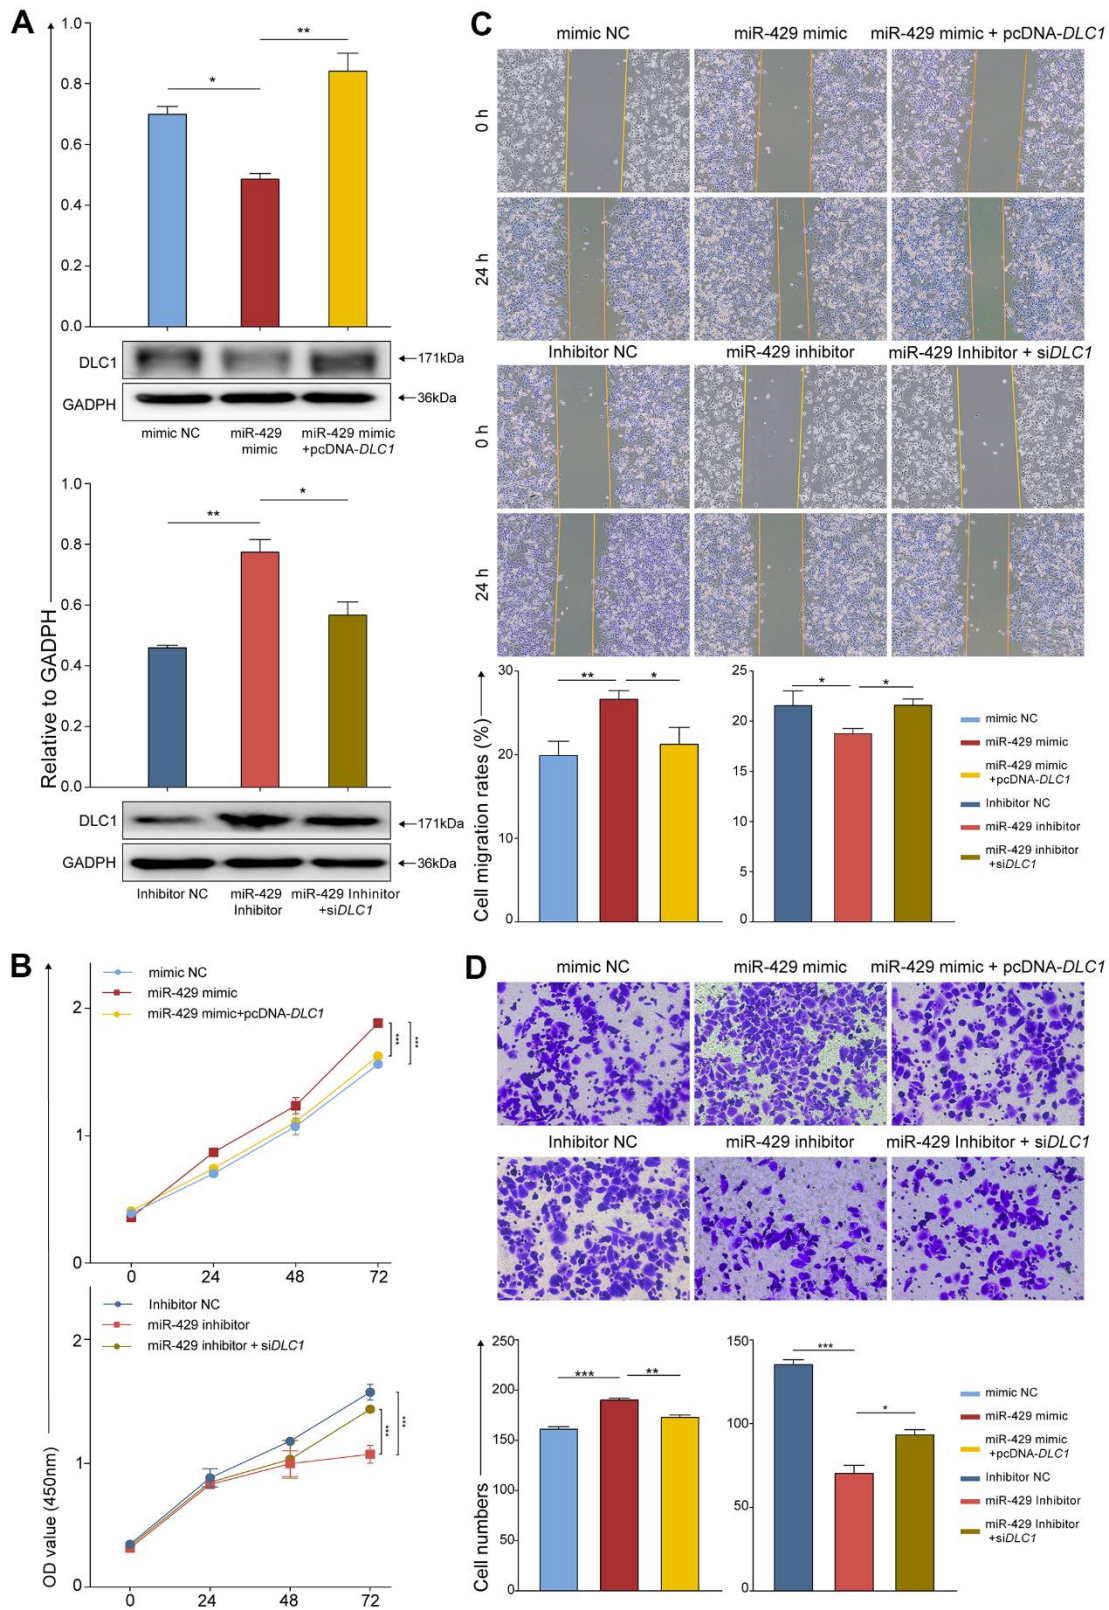 A
1.0
0.8
0.6
0.4
0.2
0.0
*
**
DLC1
171kDa
GADPH
36kDa
mimic NC
miR-429
mimic
miR-429 mimic
+pcDNA-DLC1
Relative to GADPH
1.0
0.8
0.6
0.4
0.2
0.0
**
*
DLC1
171kDa
GADPH
36kDa
Inhibitor NC
miR-429
Inhibitor
miR-429 Inhinitor
+siDLC1
B
mimic NC
miR-429 mimic
miR-429 mimic+pcDNA-DLC1
2
1
0
***
***
0 24 48 72
Inhibitor NC
miR-429 inhibitor
miR-429 inhibitor + siDLC1
OD value (450nm)
2
1
0
***
***
0 24 48 72
C
mimic NC miR-429 mimic miR-429 mimic + pcDNA-DLC1
0 h
24 h
Inhibitor NC miR-429 inhibitor miR-429 Inhibitor + siDLC1
0h
24 h
Cell migration rates (%)
30
20
10
0
**
*
25
20
15
10
5
0
*
*
mimic NC
miR-429 mimic
miR-429 mimic
+pcDNA-DLC1
Inhibitor NC
miR-429 inhibitor
miR-429 inhibitor
+siDLC1
D
mimic NC miR-429 mimic miR-429 mimic + pcDNA-DLC1
Inhibitor NC miR-429 inhibitor miR-429 Inhibitor + siDLC1
Cell numbers
250
200
150
100
50
0
***
**
150
100
50
0
***
*
mimic NC
miR-429 mimic
miR-429 mimic
+pcDNA-DLC1
Inhibitor NC
miR-429 Inhibitor
miR-429 Inhibitor
+siDLC1